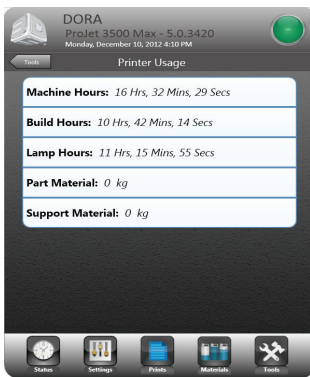 DORA
ProJet 3500 Max - 5.0.3420
Monday, December 10, 2012 4:10 PM
Tools
Printer Usage
Machine Hours: 16 Hrs, 32 Mins, 29 Secs
Build Hours: 10 Hrs, 42 Mins, 14 Secs
Lamp Hours: 11 Hrs, 15 Mins, 55 Secs
Part Material: 0 kg
Support Material: 0 kg
Status Settings Prints Materials Tools